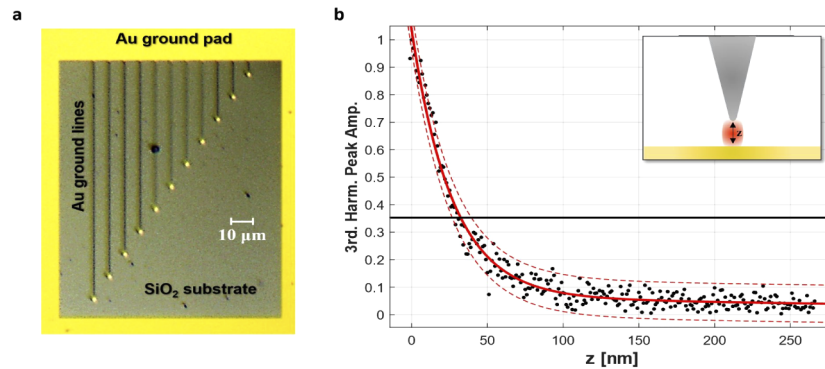 a
Au ground pad
Au ground lines
10 µm
SiO₂ substrate
b
3rd. Harm. Peak Amp.
1
0.9
0.8
0.7
0.6
0.5
0.4
0.3
0.2
0.1
0
0 50 100 150 200 250
z [nm]
z